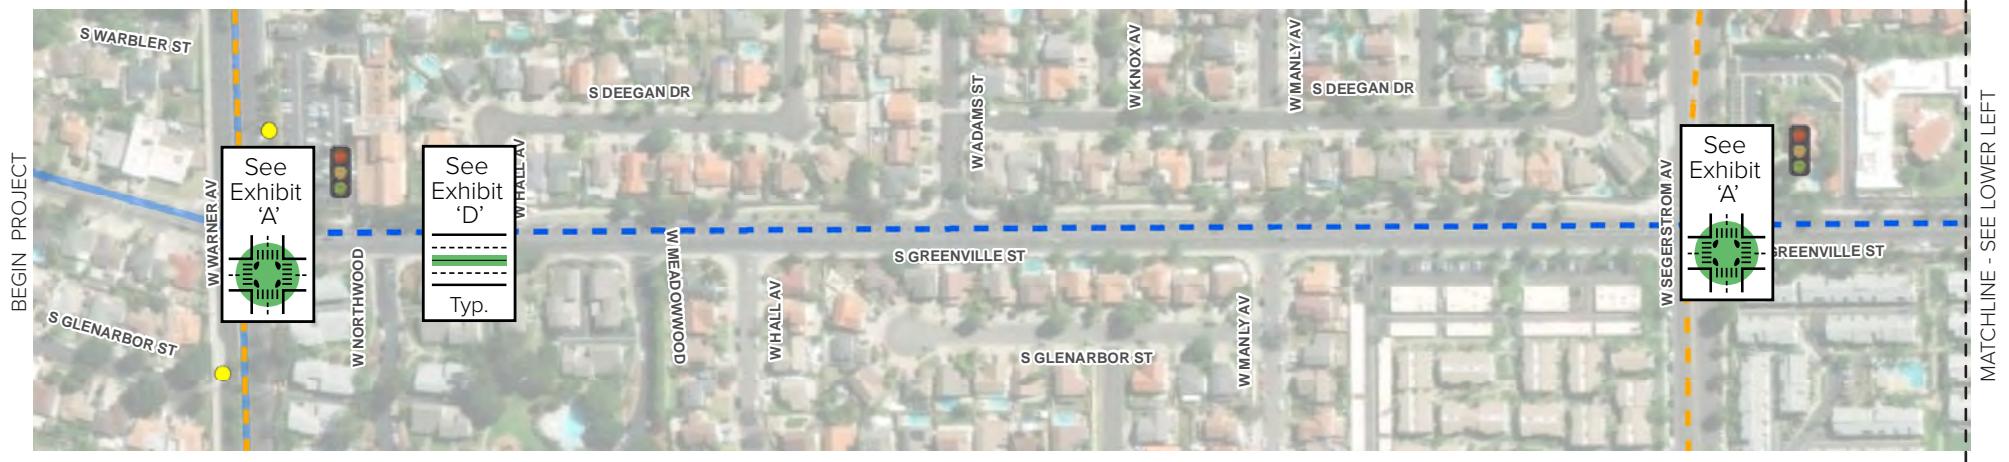 BEGIN PROJECT
S WARBLER ST
S GLENARBOR ST
W WARNER AV
See
Exhibit
‘A’
W NORTHWOOD
See
Exhibit
‘D’
Typ.
W HALL AV
S DEEGAN DR
W MEADOWWOOD
W HALL AV
S GREENVILLE ST
W ADAMS ST
S GLENARBOR ST
W KNOX AV
W MANLY AV
S DEEGAN DR
W MANLY AV
W SEGERSTROM AV
See
Exhibit
‘A’
GREENVILLE ST
MATCHLINE - SEE LOWER LEFT